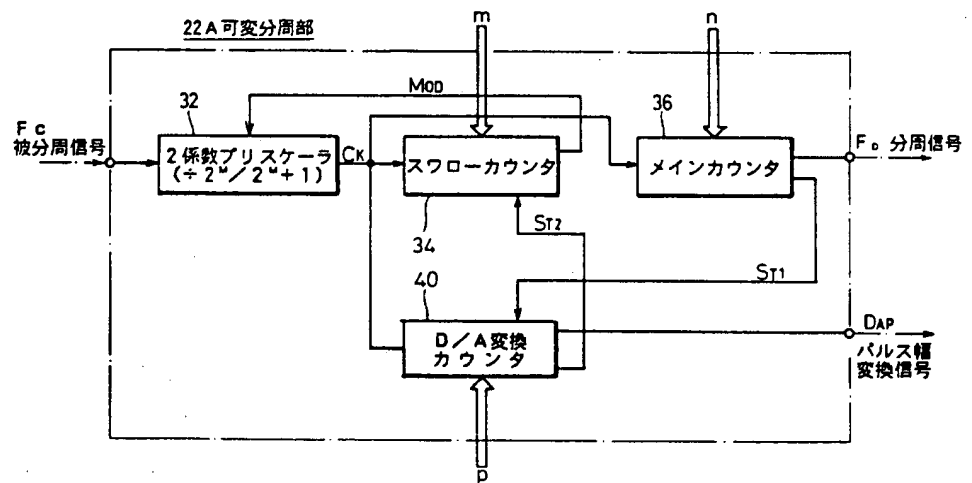 22A可変分周部
m
n
MOD
32
36
Fc
被分周信号
2係数プリスケーラ
(÷2ᴹ/2ᴹ+1)
CK
スワローカウンタ
メインカウンタ
FD 分周信号
34
ST2
ST1
40
D/A変換
カウンタ
DAP
パルス幅
変換信号
p